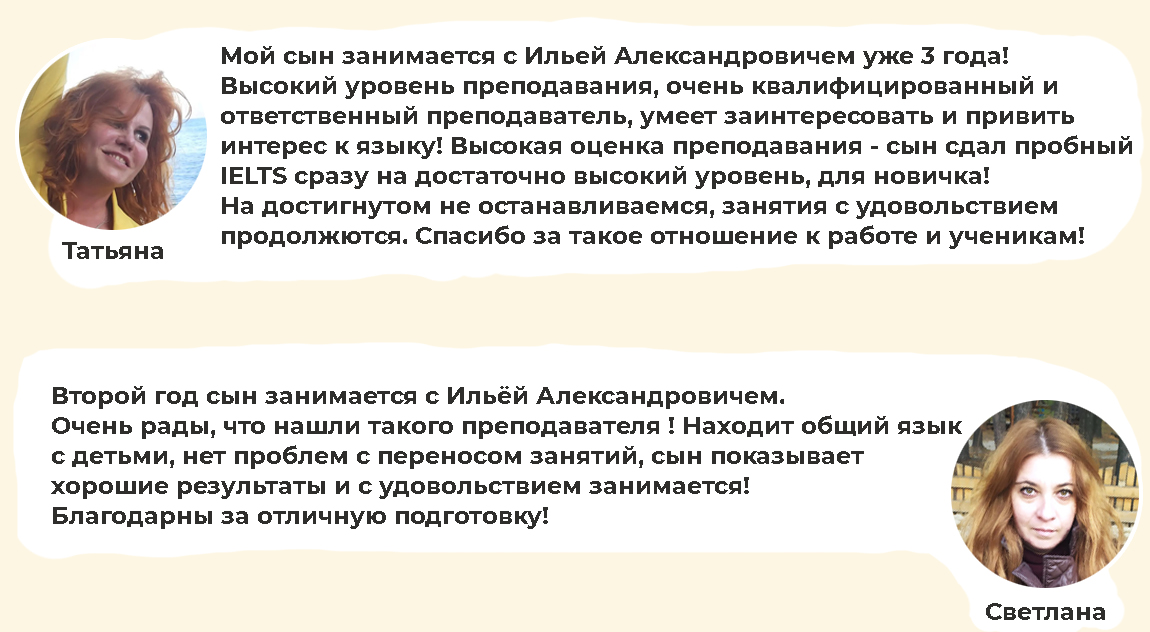 Мой сын занимается с Ильей Александровичем уже 3 года!
Высокий уровень преподавания, очень квалифицированный и
ответственный преподаватель, умеет заинтересовать и привить
интерес к языку! Высокая оценка преподавания - сын сдал пробный
IELTS сразу на достаточно высокий уровень, для новичка!
На достигнутом не останавливаемся, занятия с удовольствием
продолжются. Спасибо за такое отношение к работе и ученикам!
Татьяна
Второй год сын занимается с Ильёй Александровичем.
Очень рады, что нашли такого преподавателя ! Находит общий язык
с детьми, нет проблем с переносом занятий, сын показывает
хорошие результаты и с удовольствием занимается!
Благодарны за отличную подготовку!
Светлана